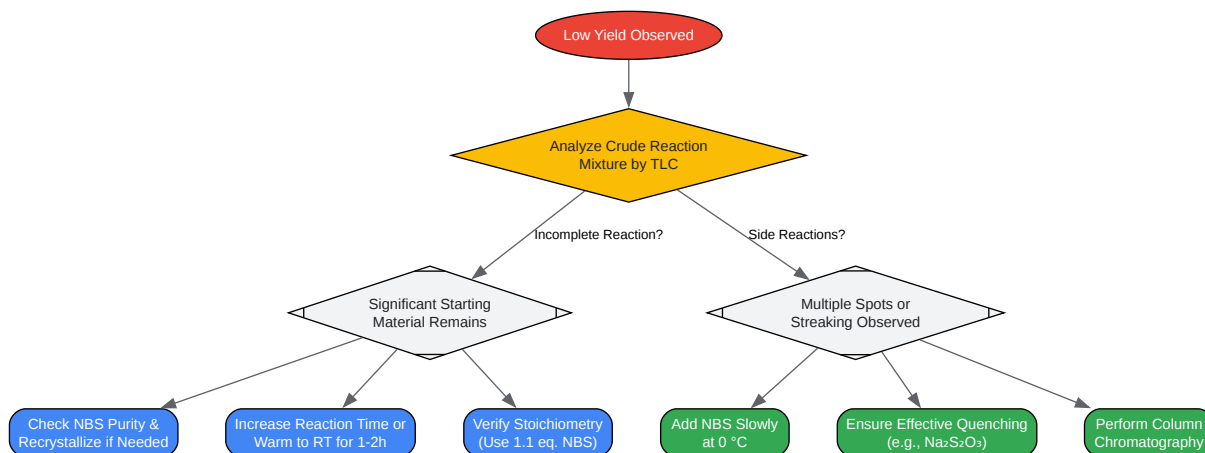 Low Yield Observed
Analyze Crude Reaction
Mixture by TLC
Incomplete Reaction?
Side Reactions?
Significant Starting
Material Remains
Multiple Spots or
Streaking Observed
Check NBS Purity &
Recrystallize if Needed
Increase Reaction Time or
Warm to RT for 1-2h
Verify Stoichiometry
(Use 1.1 eq. NBS)
Add NBS Slowly
at 0 °C
Ensure Effective Quenching
(e.g., Na₂S₂O₃)
Perform Column
Chromatography